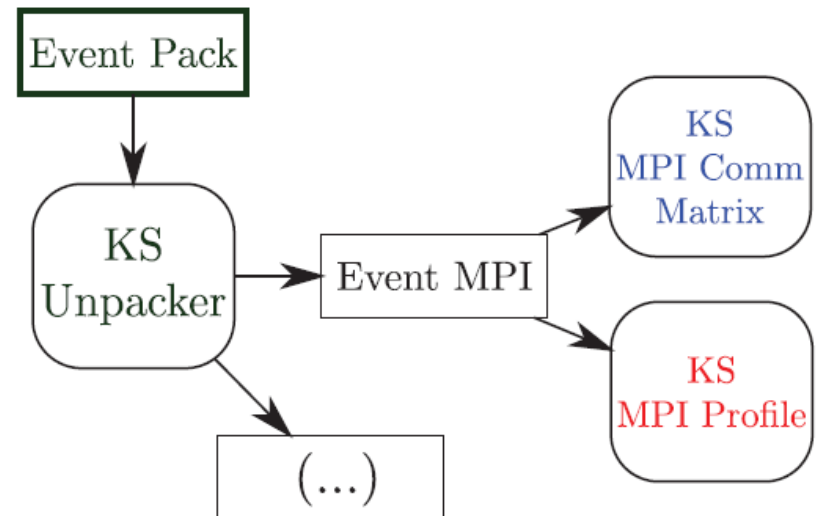 Event Pack
KS
Unpacker
Event MPI
KS
MPI Comm
Matrix
KS
MPI Profile
(...)